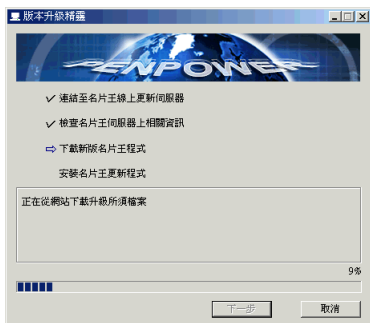 版本升級精靈
PENPOWER
連結至名片王線上更新伺服器
檢查名片王伺服器上相關資訊
下載新版名片王程式
安裝名片王更新程式
正在從網站下載升級所須檔案
9%
下一步
取消